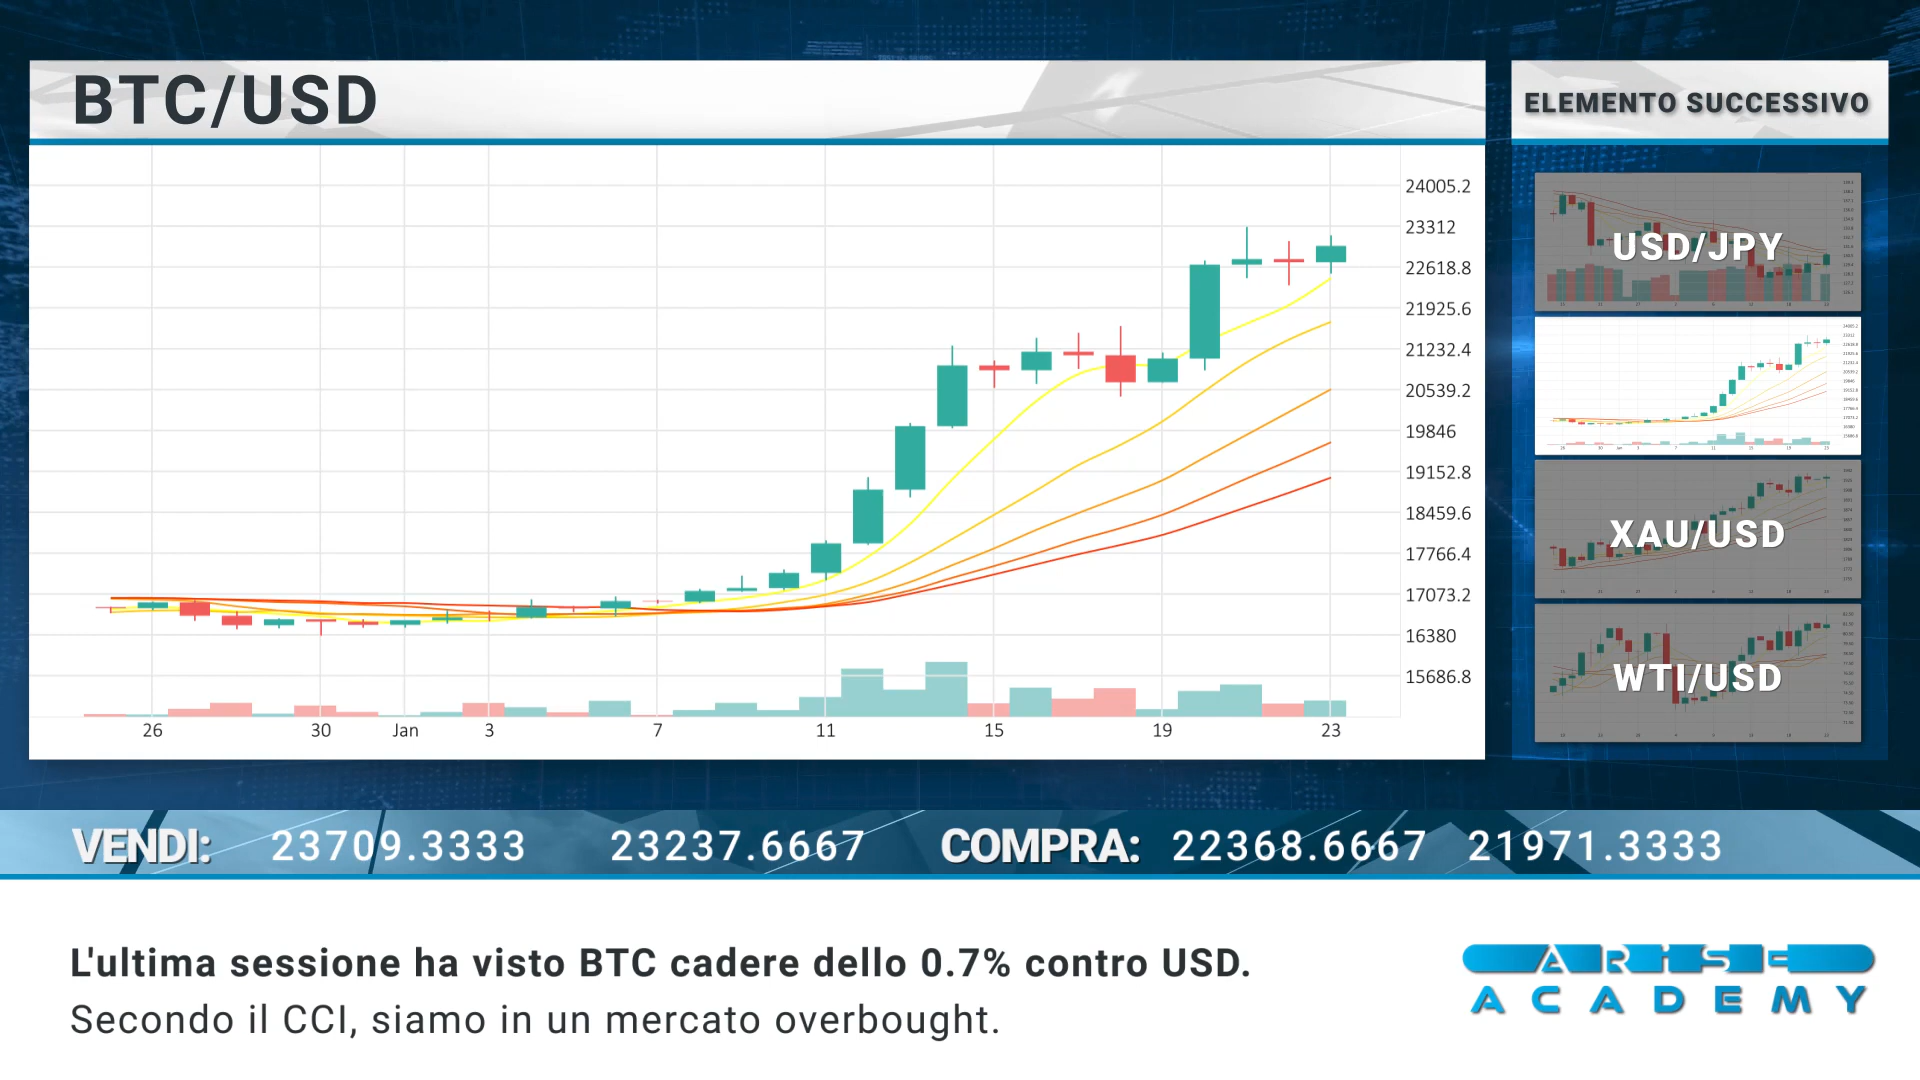 BTC/USD
ELEMENTO SUCCESSIVO
24005.2
23312
22618.8
21925.6
21232.4
20539.2
19846
19152.8
18459.6
17766.4
17073.2
16380
15686.8
26 30 Jan 3 7 11 15 19 23
USD/JPY
XAU/USD
WTI/USD
VENDI: 23709.3333 23237.6667 COMPRA: 22368.6667 21971.3333
L'ultima sessione ha visto BTC cadere dello 0.7% contro USD.
Secondo il CCI, siamo in un mercato overbought.
ARISE
ACADEMY